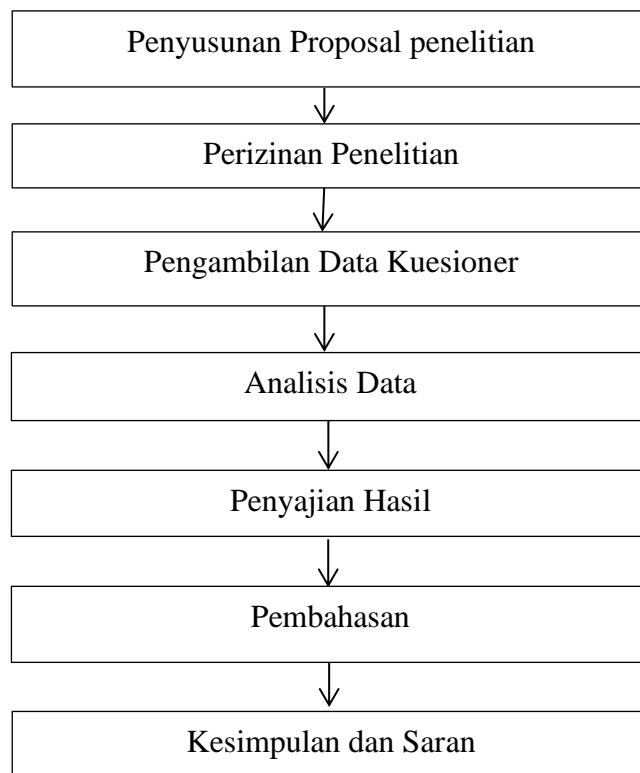 Penyusunan Proposal penelitian
Perizinan Penelitian
Pengambilan Data Kuesioner
Analisis Data
Penyajian Hasil
Pembahasan
Kesimpulan dan Saran